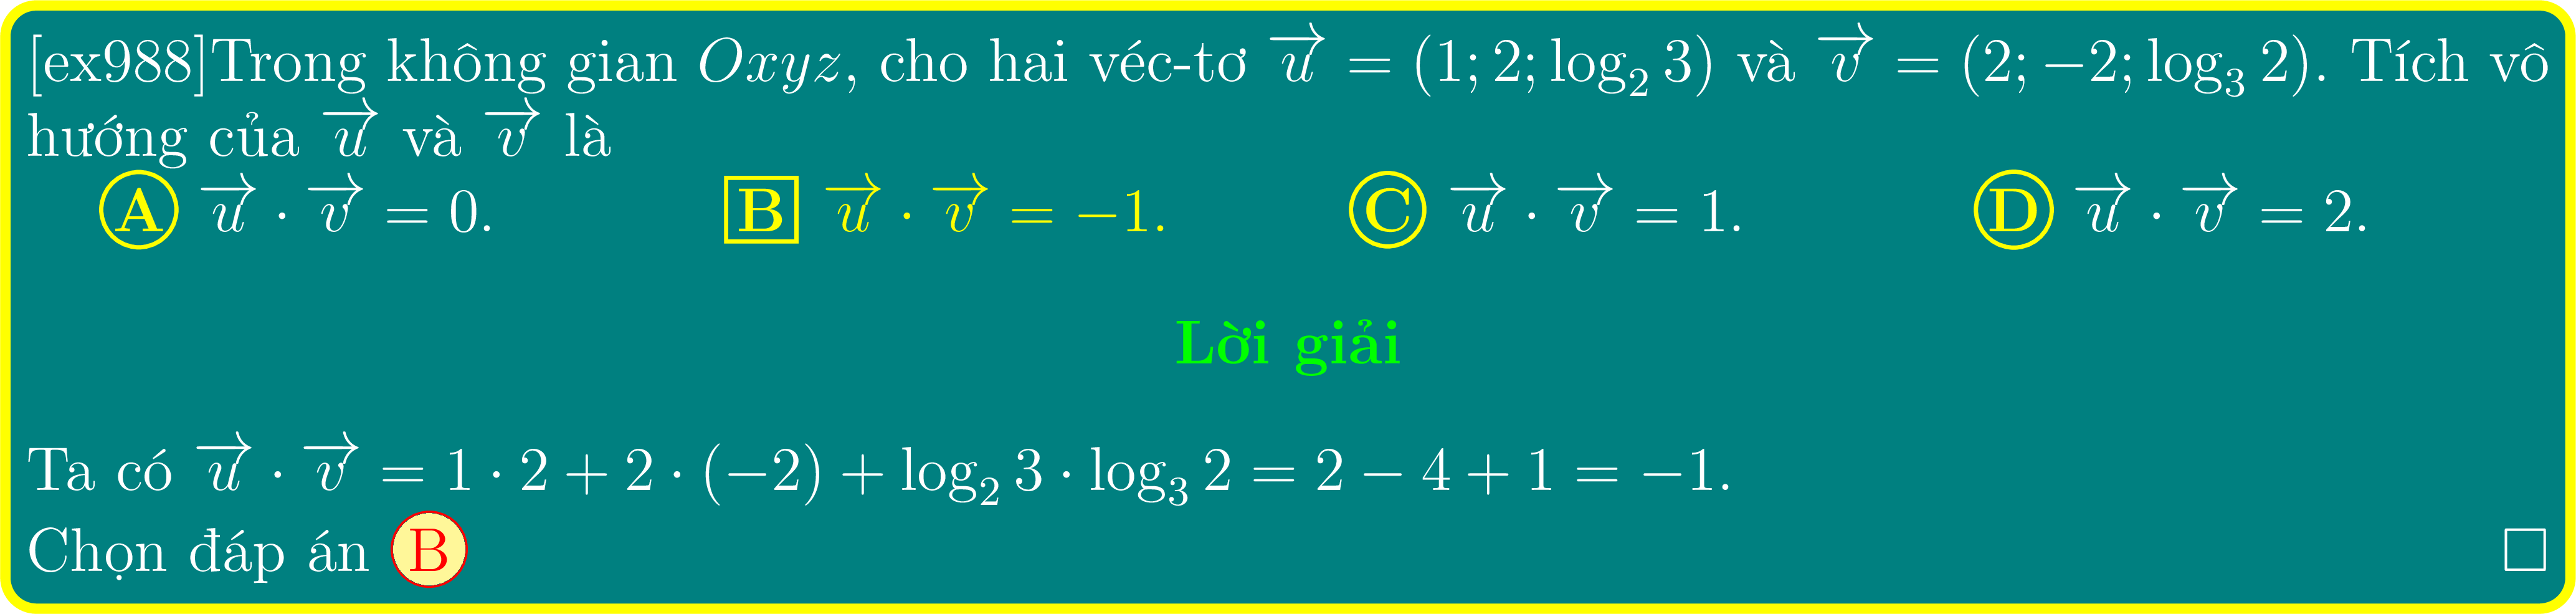 [ex988]Trong không gian Oxyz, cho hai véc-tơ $\overrightarrow{u} = (1; 2; \log_2 3)$ và $\overrightarrow{v} = (2; -2; \log_3 2)$. Tích vô
hướng của $\overrightarrow{u}$ và $\overrightarrow{v}$ là
A $\overrightarrow{u} \cdot \overrightarrow{v} = 0.$ B $\overrightarrow{u} \cdot \overrightarrow{v} = -1.$ C $\overrightarrow{u} \cdot \overrightarrow{v} = 1.$ D $\overrightarrow{u} \cdot \overrightarrow{v} = 2.$
Lời giải
Ta có $\overrightarrow{u} \cdot \overrightarrow{v} = 1 \cdot 2 + 2 \cdot (-2) + \log_2 3 \cdot \log_3 2 = 2 - 4 + 1 = -1.$
Chọn đáp án B □